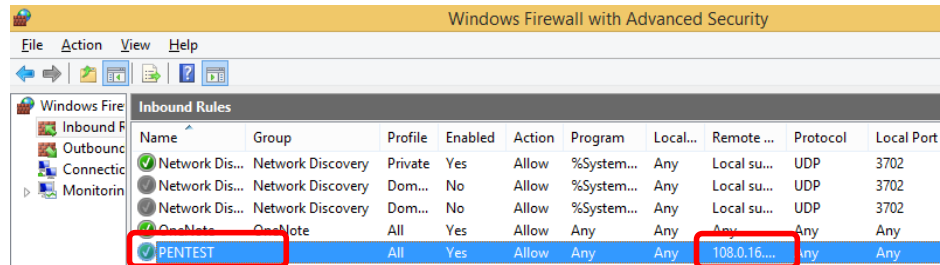 Windows Firewall with Advanced Security
File Action View Help
Windows Fire Inbound Rules
Inbound R
Outbounc
Connectic
Monitorin
Name Group Profile Enabled Action Program Local... Remote ... Protocol Local Port
Network Dis... Network Discovery Private Yes Allow %System... Any Local su... UDP 3702
Network Dis... Network Discovery Dom... No Allow %System... Any Local su... UDP 3702
Network Dis... Network Discovery Dom... No Allow %System... Any Local su... UDP 3702
OneNote OneNote All Yes Allow Any Any Any Any Any
PENTEST All Yes Allow Any Any 108.0.16.... Any Any